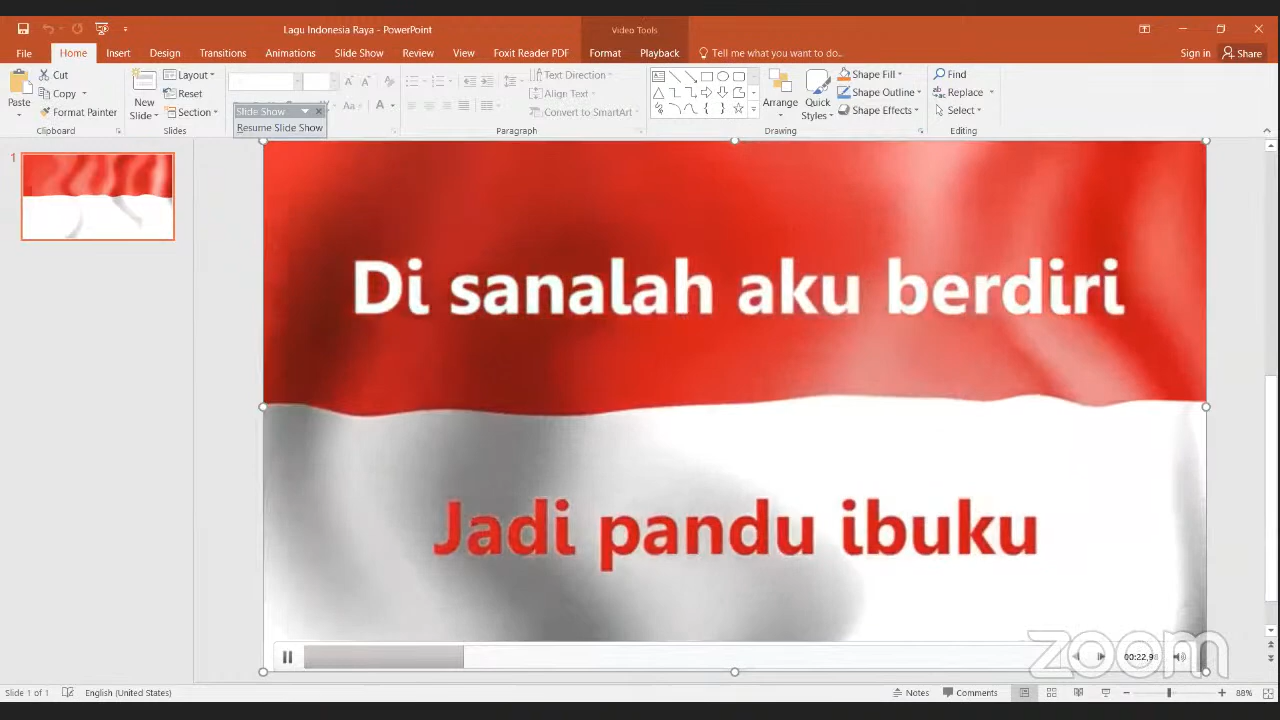 Lagu Indonesia Raya - PowerPoint
Video Tools
File Home Insert Design Transitions Animations Slide Show Review View Foxit Reader PDF Format Playback Tell me what you want to do.. Sign in Share
Paste
Cut
Copy
Format Painter
Clipboard
New
Slide
Layout
Reset
Section
Slides
Slide Show
Resume Slide Show
Text Direction
Align Text
Convert to SmartArt
Paragraph
Arrange
Quick
Styles
Shape Fill
Shape Outline
Shape Effects
Drawing
Find
Replace
Select
Editing
1
Di sanalah aku berdiri
Jadi pandu ibuku
zoom
Slide 1 of 1 English (United States) Notes Comments 88%